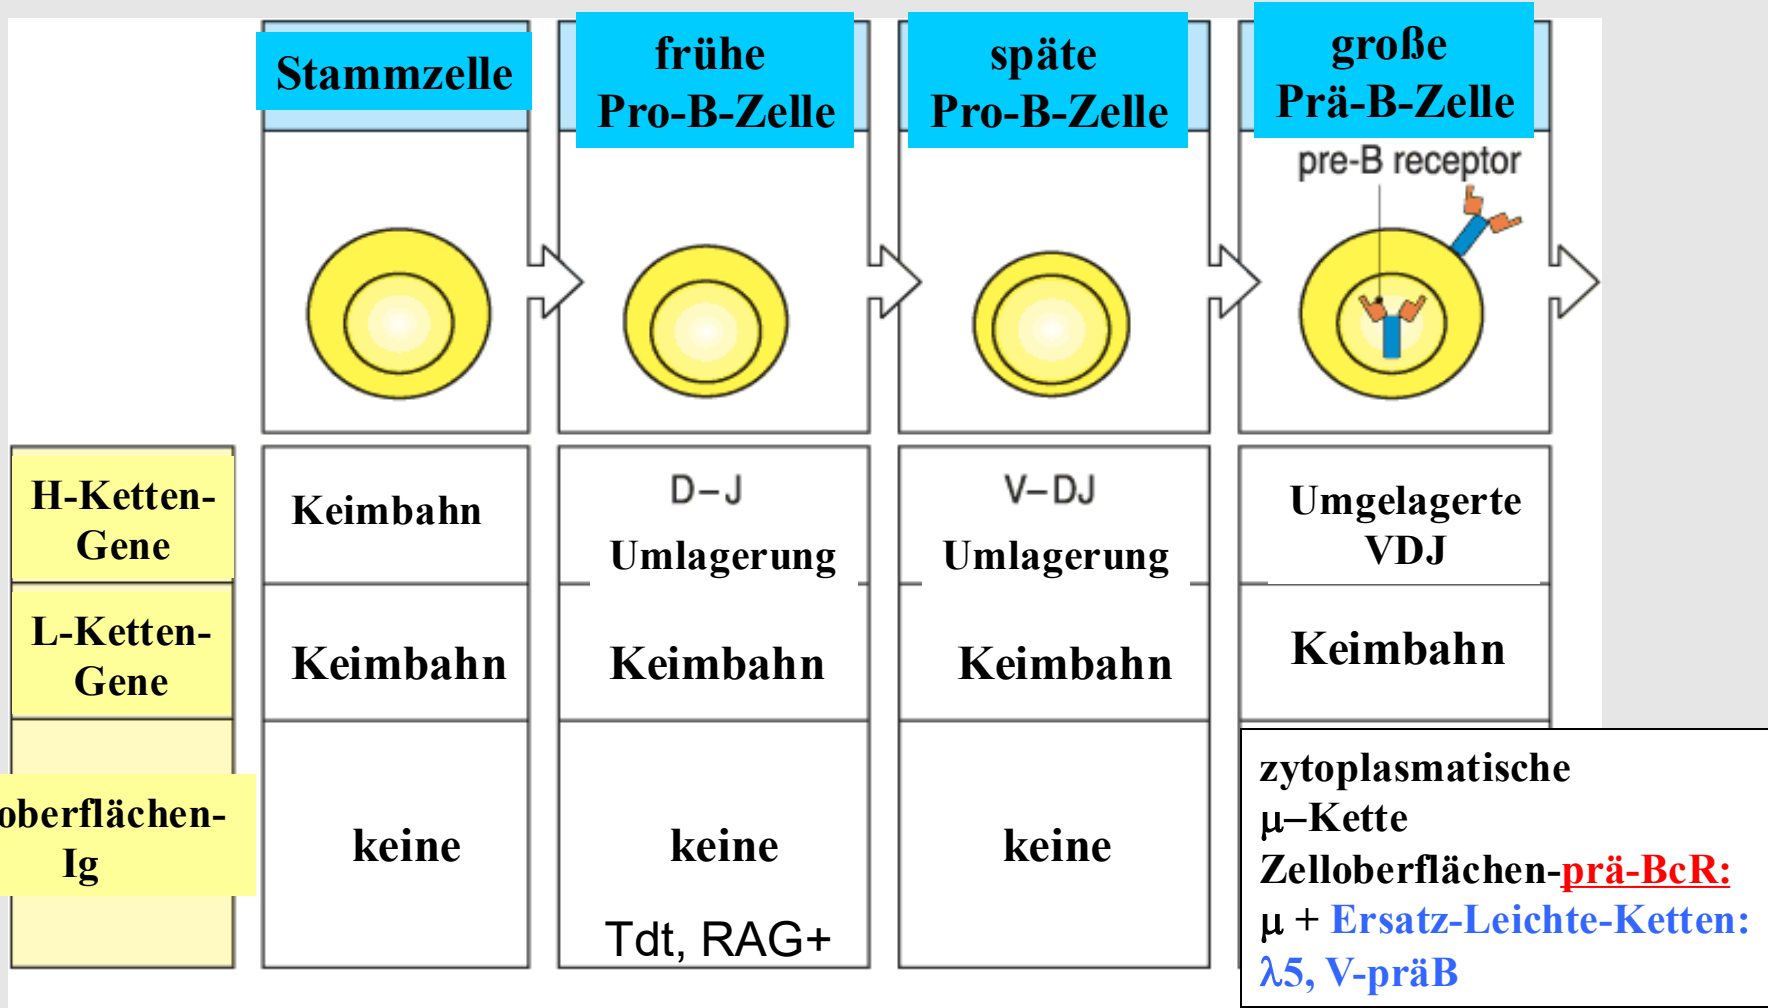 Stammzelle
frühe
Pro-B-Zelle
späte
Pro-B-Zelle
große
Prä-B-Zelle
pre-B receptor
H-Ketten-
Gene
Keimbahn
D–J
Umlagerung
V–DJ
Umlagerung
Umgelagerte
VDJ
L-Ketten-
Gene
Keimbahn
Keimbahn
Keimbahn
Keimbahn
oberflächen-
Ig
keine
keine
Tdt, RAG+
keine
zytoplasmatische
μ–Kette
Zelloberflächen-prä-BcR:
μ + Ersatz-Leichte-Ketten:
λ5, V-präB